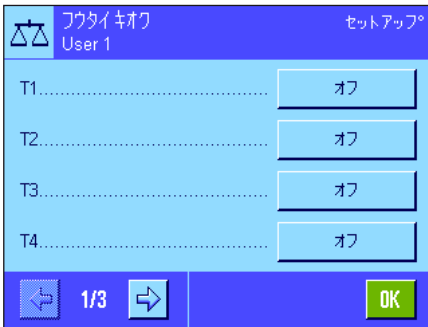 フウタイ キオク
セットアップ
User 1
T1 オフ
T2 オフ
T3 オフ
T4 オフ
1/3
OK